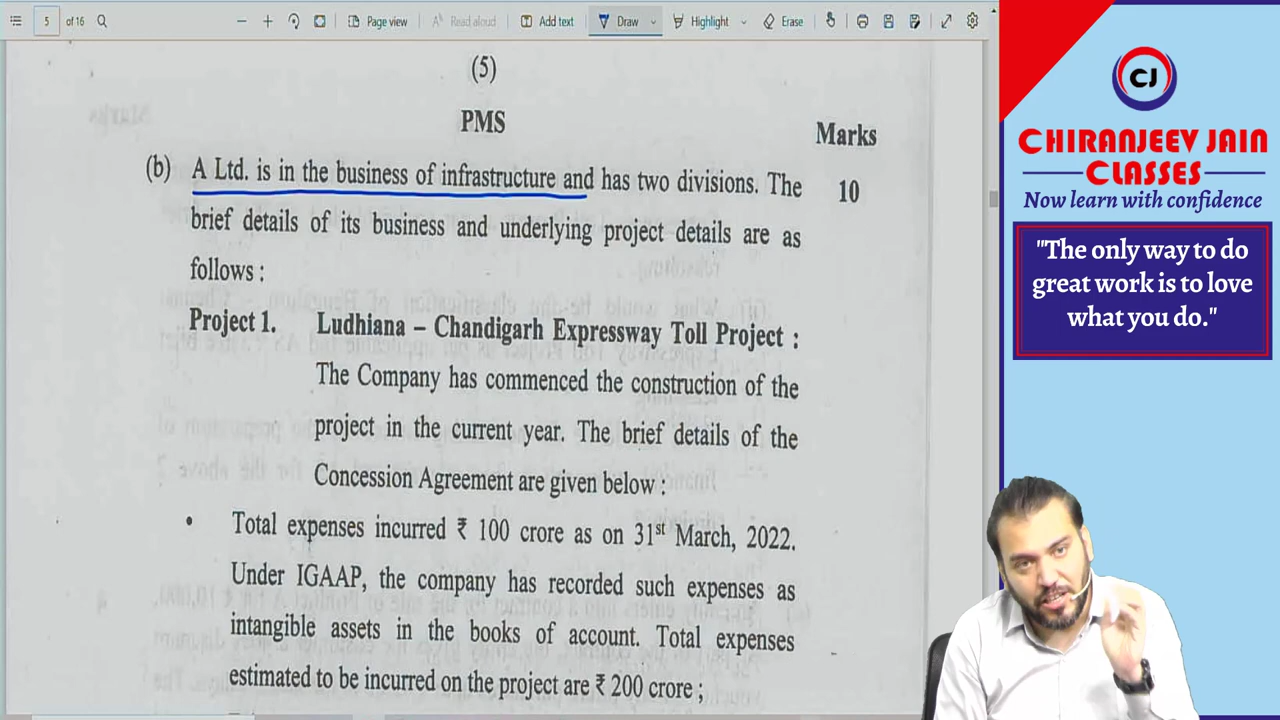 5 of 16
Page view
Read aloud
Add text
Draw
Highlight
Erase
(5)
PMS
Marks
(b) A Ltd. is in the business of infrastructure and has two divisions. The 10
brief details of its business and underlying project details are as
follows :
Project 1. Ludhiana – Chandigarh Expressway Toll Project :
The Company has commenced the construction of the
project in the current year. The brief details of the
Concession Agreement are given below :
• Total expenses incurred ₹ 100 crore as on 31st March, 2022.
Under IGAAP, the company has recorded such expenses as
intangible assets in the books of account. Total expenses
estimated to be incurred on the project are ₹ 200 crore ;
CJ
CHIRANJEEV JAIN
CLASSES
Now learn with confidence
"The only way to do
great work is to love
what you do."